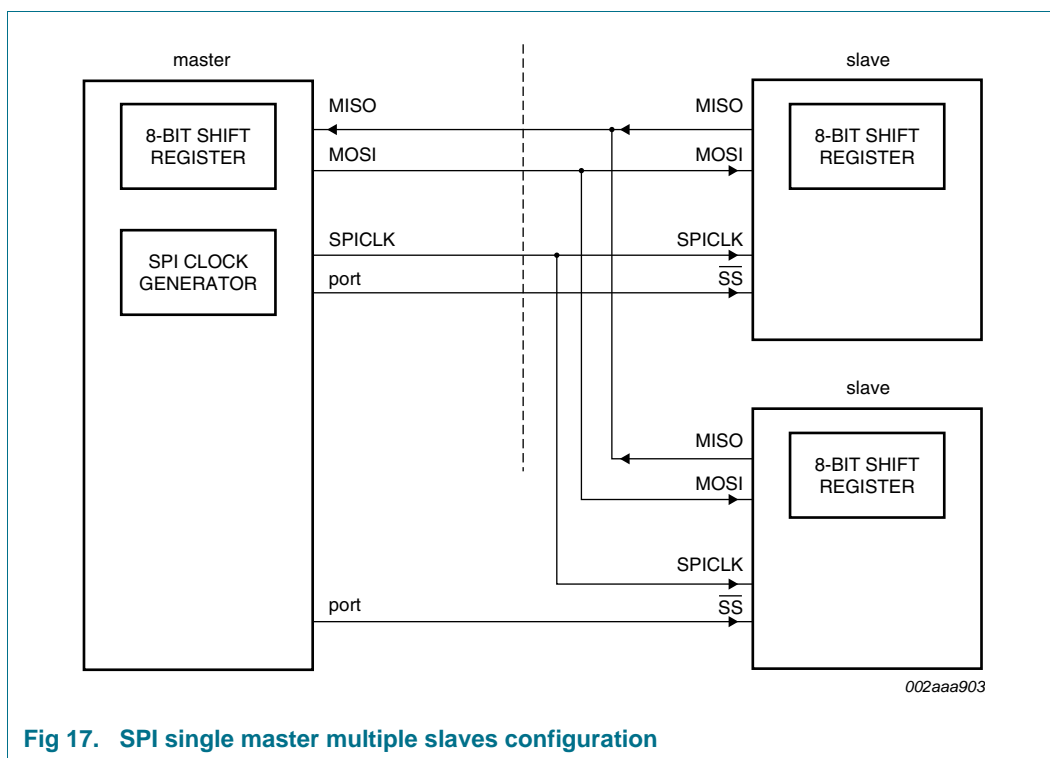 master
slave
8-BIT SHIFT
REGISTER
MISO
MISO
8-BIT SHIFT
REGISTER
MOSI
MOSI
SPI CLOCK
GENERATOR
SPICLK
SPICLK
port
SS
slave
MISO
8-BIT SHIFT
REGISTER
MOSI
SPICLK
port
SS
002aaa903
Fig 17. SPI single master multiple slaves configuration